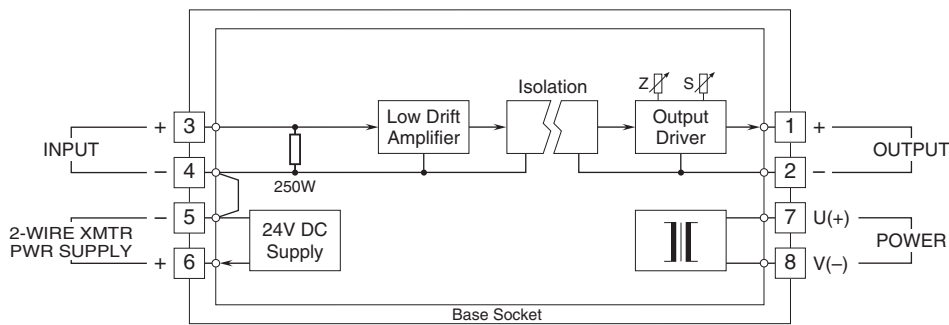 Isolation
Z
S
Low Drift
Amplifier
Output
Driver
INPUT
+ 3
− 4
250W
1 +
2 −
OUTPUT
2-WIRE XMTR
PWR SUPPLY
− 5
+ 6
24V DC
Supply
7 U(+)
8 V(–)
POWER
Base Socket